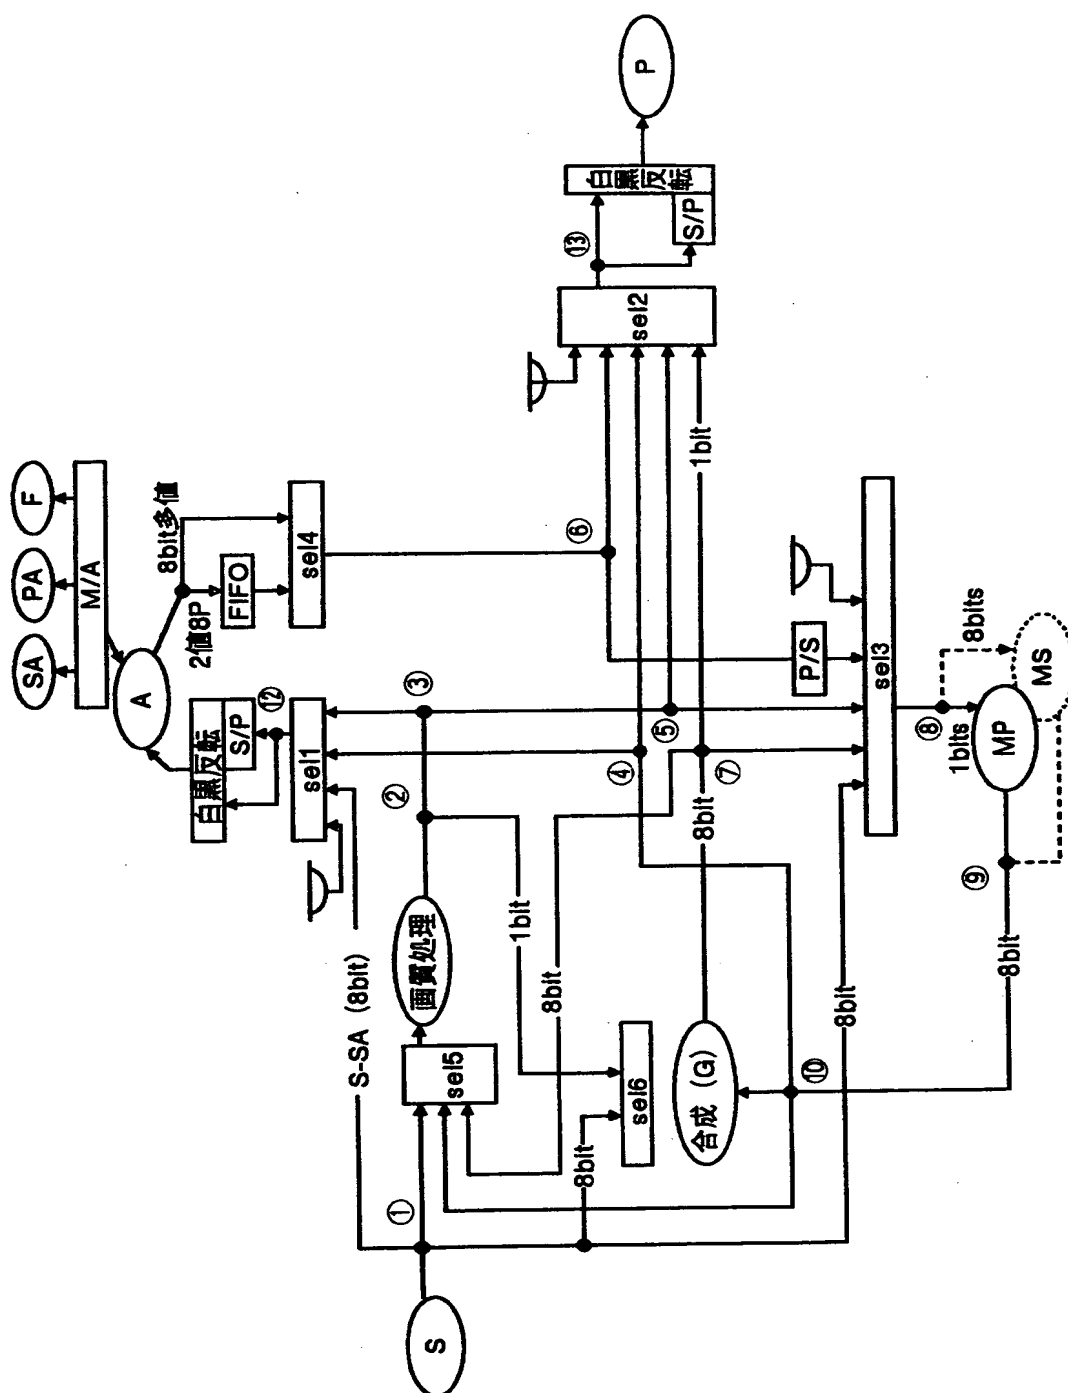 F
PA
SA
M/A
A
8bit多値
2値8P
FIFO
sel4
白黒反転
S/P
⑫
sel1
P
白黒反転
S/P
⑬
sel2
⑥
1bit
③
②
④
⑤
⑦
8bit
画質処理
S-SA (8bit)
1bit
8bit
sel5
sel6
8bit
合成 (G)
⑩
①
S
P/S
sel3
⑧
8bits
1bits
MP
MS
⑨
8bit
8bit